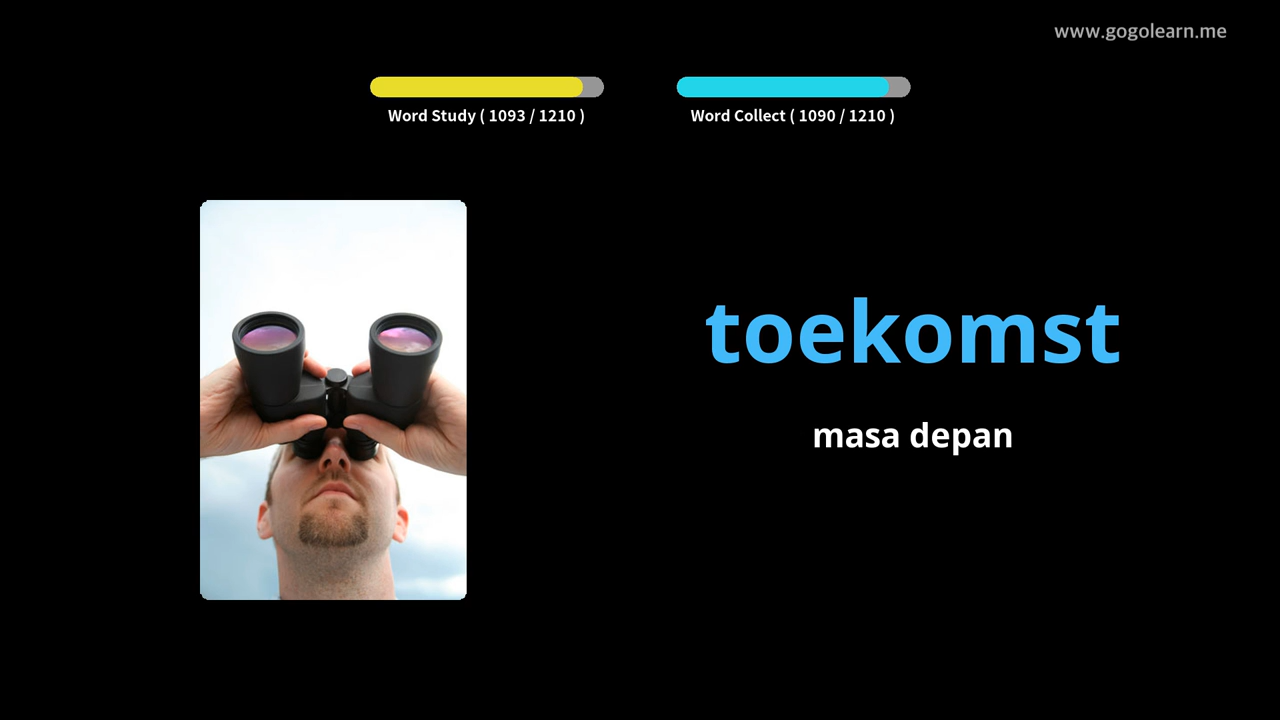 www.gogolearn.me
Word Study ( 1093 / 1210 )
Word Collect ( 1090 / 1210 )
toekomst
masa depan